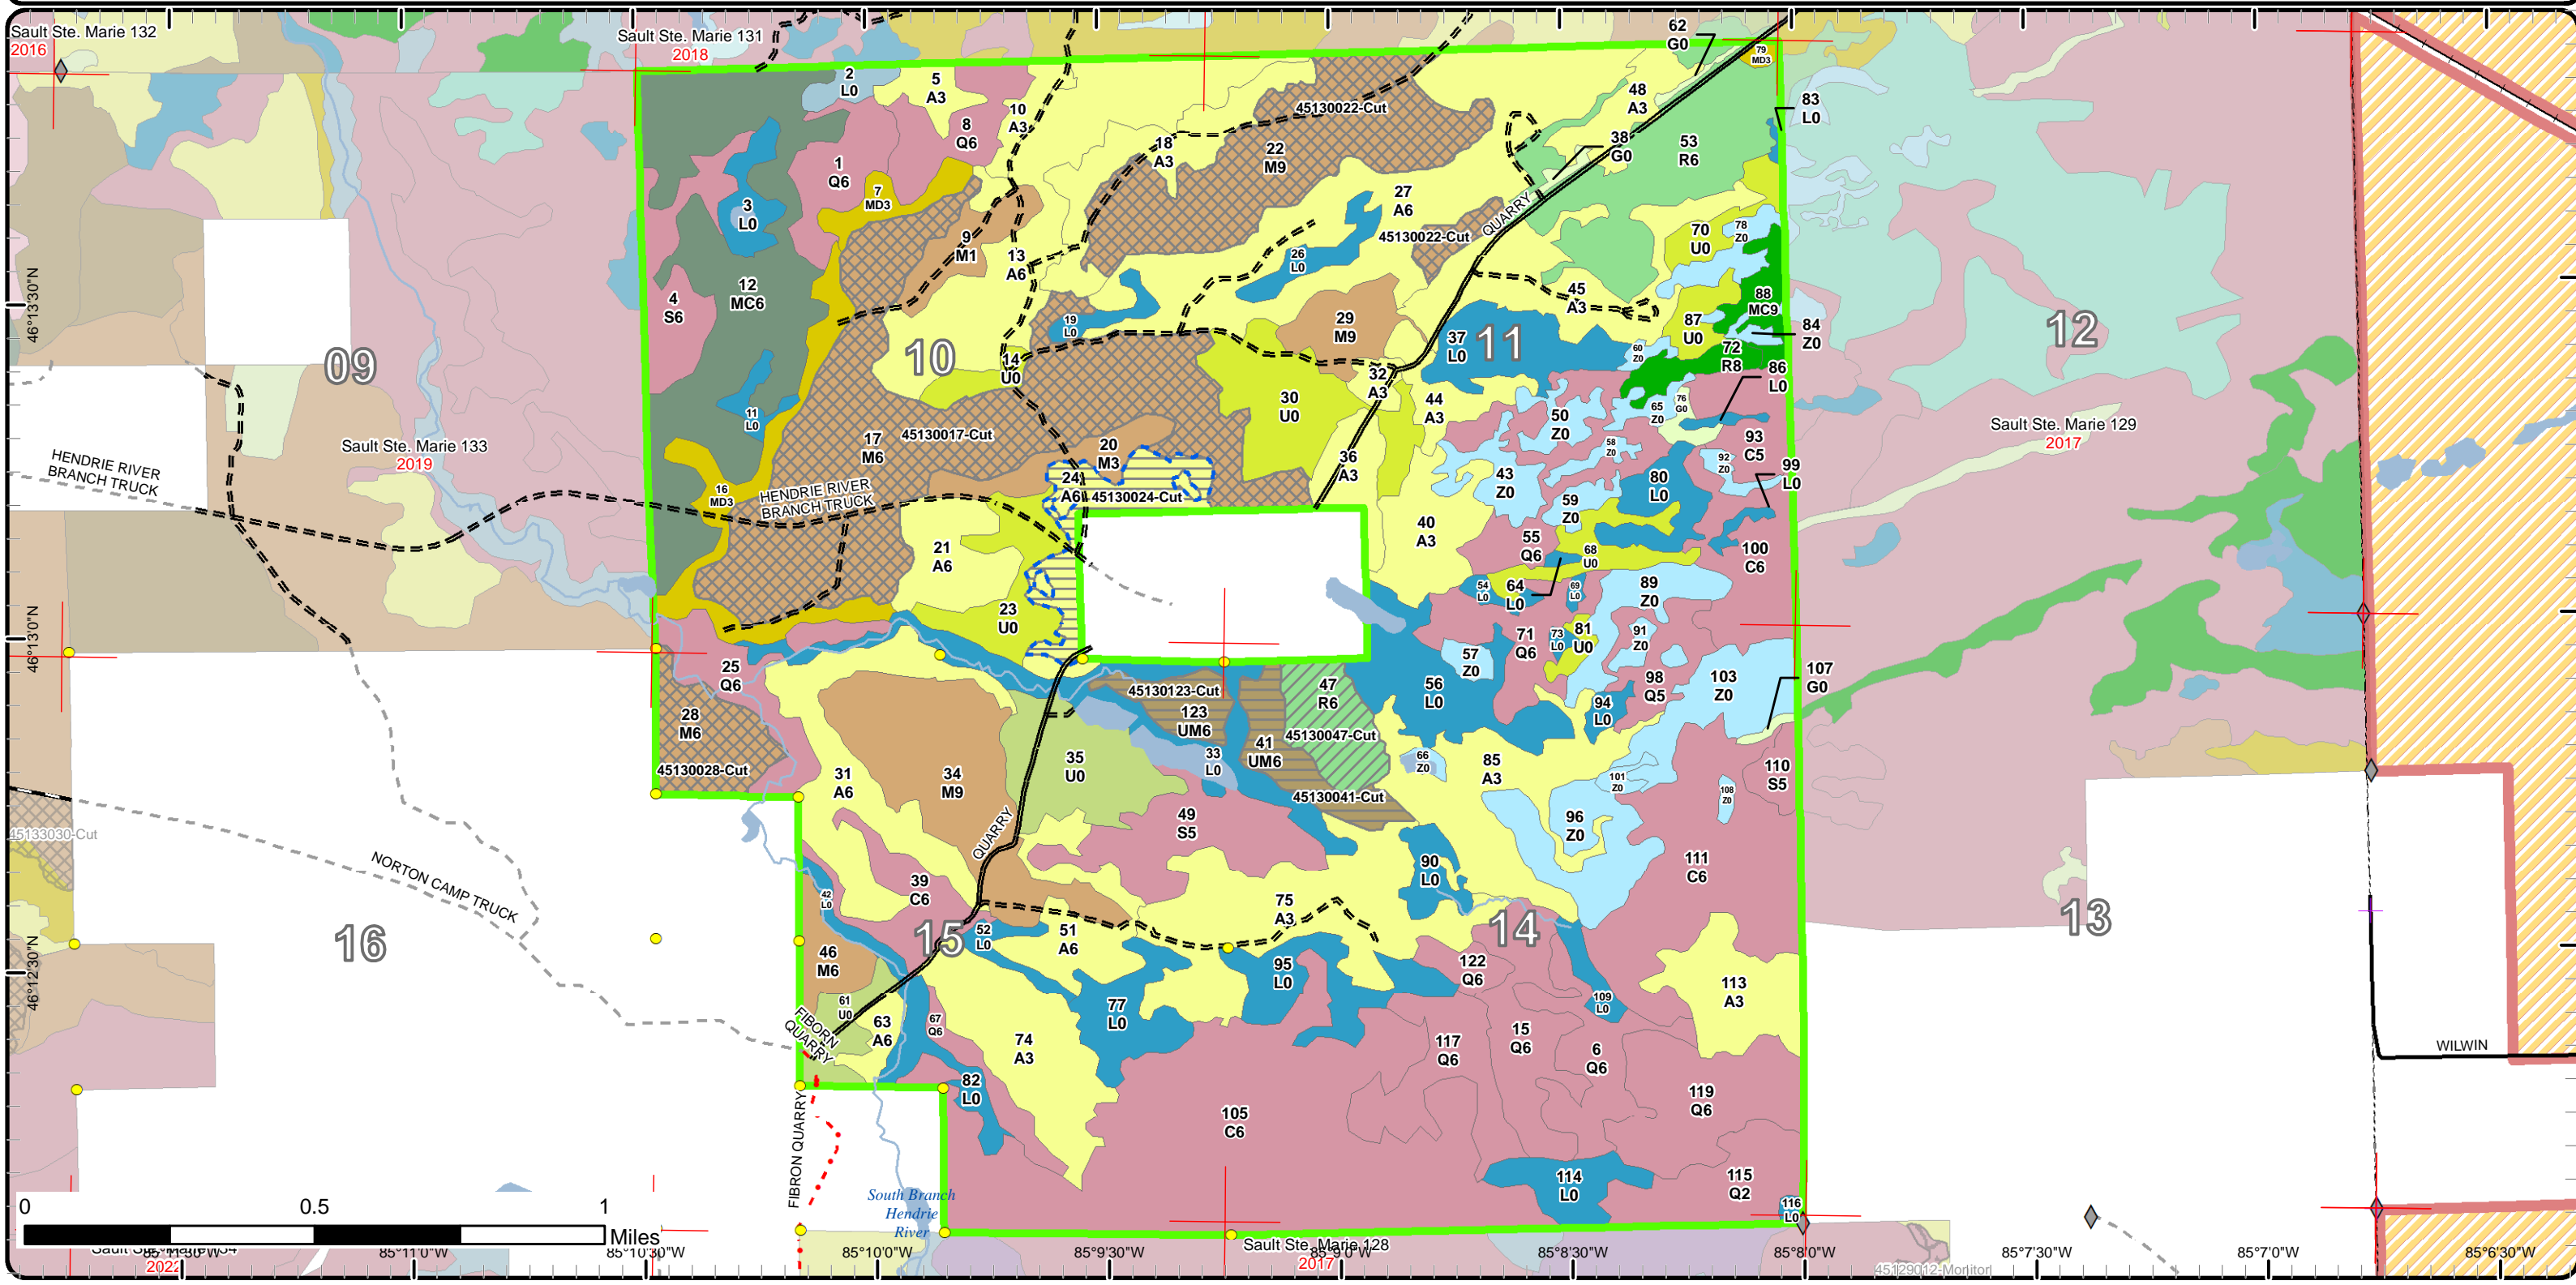 Sault Ste. Marie 132
2016
Sault Ste. Marie 131
2018
62
G0
79
MD3
2
L0
5
A3
10
A3
48
A3
83
L0
45130022-Cut
8
Q6
1
Q6
18
A3
22
M9
38
G0
53
R6
7
MD3
3
L0
27
A6
QUARRY
9
M1
13
A6
45130022-Cut
26
L0
70
U0
78
Z0
4
S6
12
MC6
45
A3
88
MC9
19
L0
29
M9
37
L0
11
87
U0
84
Z0
12
46°13'30"N
09
10
14
U0
60
Z0
72
R8
32
A3
86
L0
11
L0
30
U0
44
A3
50
Z0
65
Z0
76
G0
Sault Ste. Marie 133
2019
17
M6
45130017-Cut
20
M3
58
Z0
93
C5
Sault Ste. Marie 129
2017
HENDRIE RIVER
BRANCH TRUCK
36
A3
92
Z0
99
L0
16
MD3
HENDRIE RIVER
BRANCH TRUCK
24
A6
45130024-Cut
43
Z0
80
L0
59
Z0
40
A3
21
A6
55
Q6
68
U0
100
C6
54
L0
64
L0
69
L0
89
Z0
46°13'0"N
23
U0
71
Q6
73
L0
81
U0
91
Z0
25
Q6
57
Z0
56
L0
98
Q5
103
Z0
107
G0
45130123-Cut
47
R6
123
UM6
94
L0
28
M6
45130047-Cut
41
UM6
33
L0
66
Z0
35
U0
85
A3
110
S5
45130028-Cut
31
A6
34
M9
101
Z0
108
Z0
45130041-Cut
45133030-Cut
49
S5
96
Z0
QUARRY
90
L0
111
C6
NORTON CAMP TRUCK
39
C6
42
L0
75
A3
16
15
52
L0
51
A6
14
13
46°12'30"N
46
M6
95
L0
122
Q6
113
A3
61
U0
FIBORN
QUARRY
63
A6
67
Q6
77
L0
109
L0
74
A3
117
Q6
15
Q6
6
Q6
WILWIN
82
L0
105
C6
119
Q6
FIBRON QUARRY
114
L0
115
Q2
116
L0
South Branch
Hendrie
River
0
0.5
1
Miles
Sault Ste. Marie 128
2017
2022
85°11'30"W
85°11'0"W
85°10'30"W
85°10'0"W
85°9'30"W
85°9'0"W
85°8'30"W
85°8'0"W
85°7'30"W
85°7'0"W
85°6'30"W
45129012-Monitor